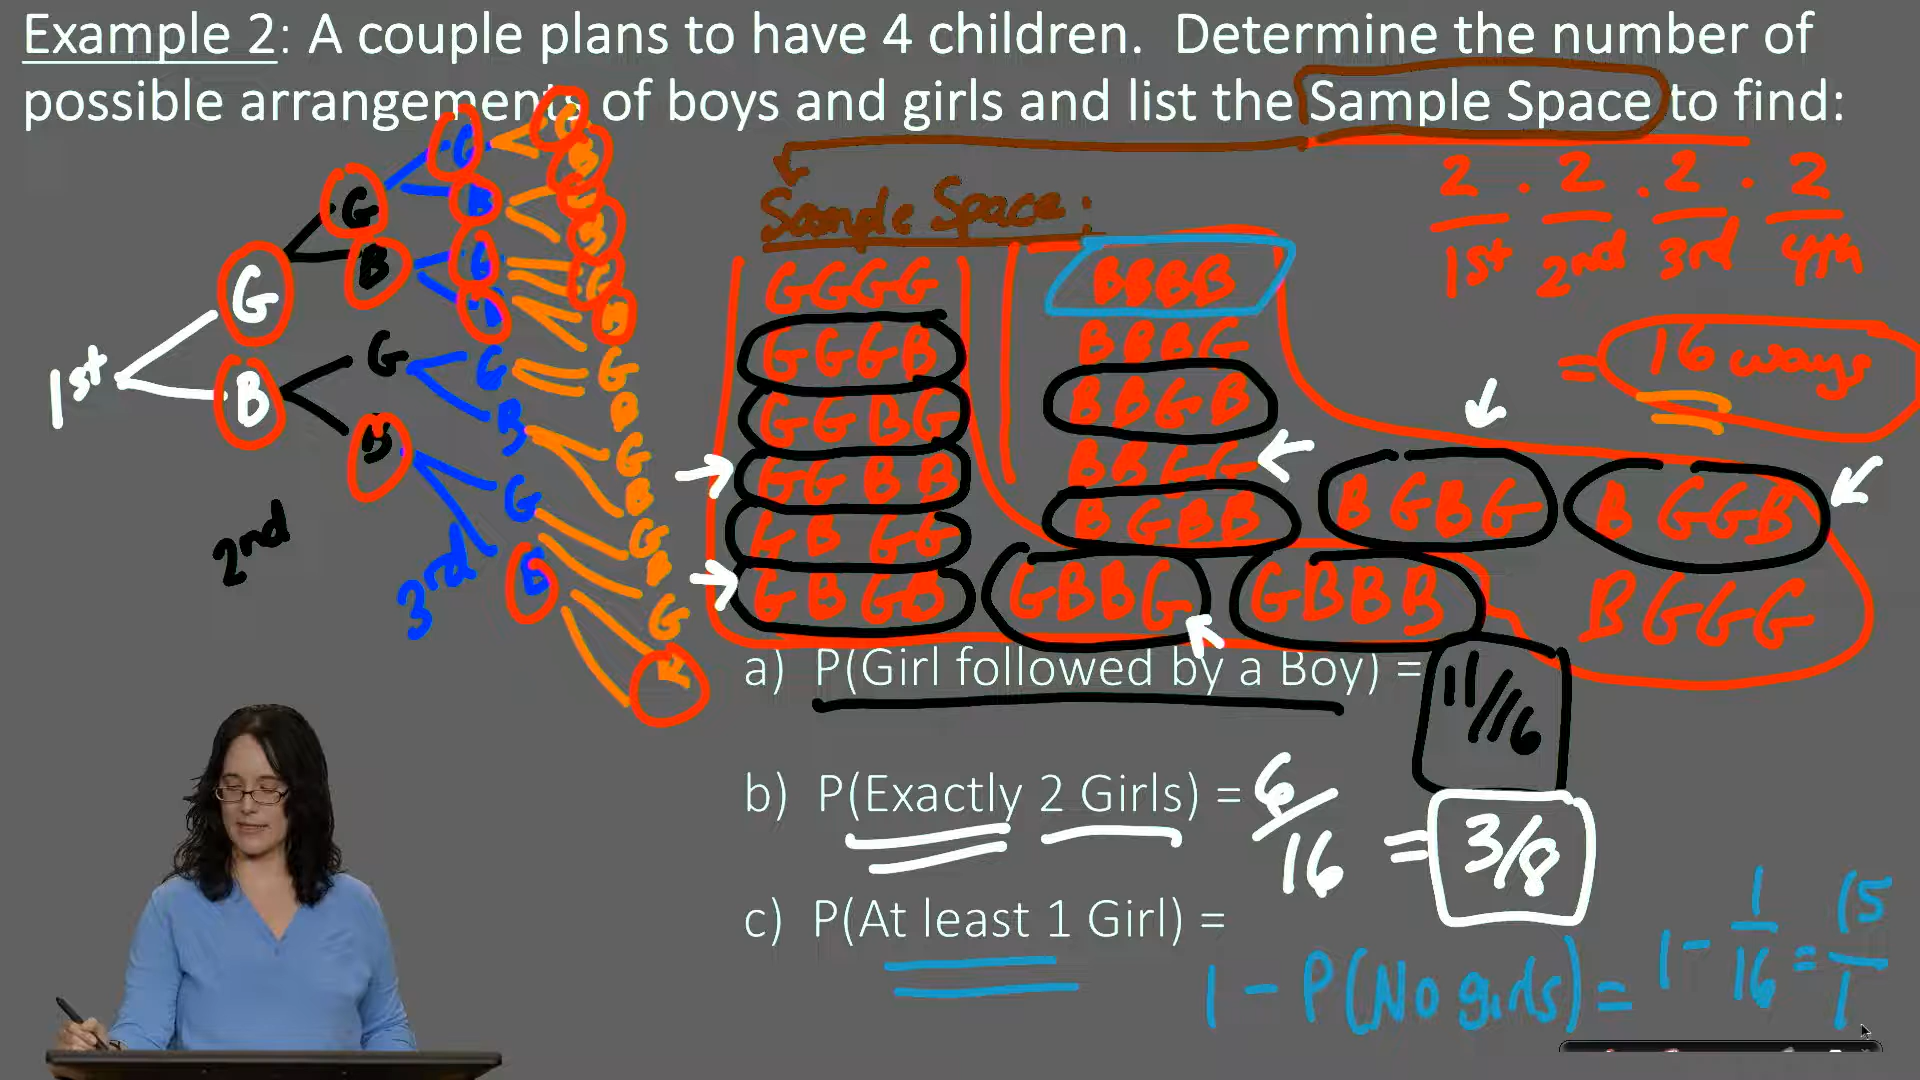 Example 2: A couple plans to have 4 children. Determine the number of
possible arrangements of boys and girls and list the Sample Space to find:
2 · 2 · 2 · 2
1st 2nd 3rd 4th
= 16 ways
Sample Space:
GGGG BBBB
GGGB BBBG
GGBG BBGB
GGBB BBGG
GBGG BGBB BGBG BGGB
GBGB GBBG GBBB BGGG
1st
G
B
G
B
G
B
2nd
G
B
G
B
G
B
G
B
3rd
G
B
G
B
G
G
B
G
G
a) P(Girl followed by a Boy) = 11/16
b) P(Exactly 2 Girls) = 6/16 = 3/8
c) P(At least 1 Girl) =
1 - P(No girls) = 1 - 1/16 = 15/1